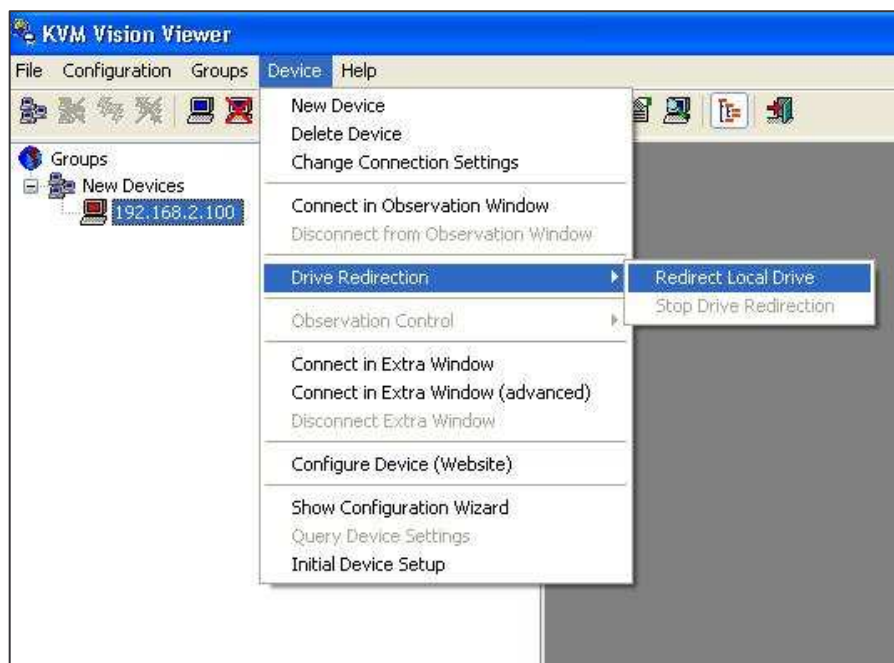 KVM Vision Viewer
File Configuration Groups Device Help
Groups
New Devices
192.168.2.100
New Device
Delete Device
Change Connection Settings
Connect in Observation Window
Disconnect from Observation Window
Drive Redirection
Redirect Local Drive
Stop Drive Redirection
Observation Control
Connect in Extra Window
Connect in Extra Window (advanced)
Disconnect Extra Window
Configure Device (Website)
Show Configuration Wizard
Query Device Settings
Initial Device Setup